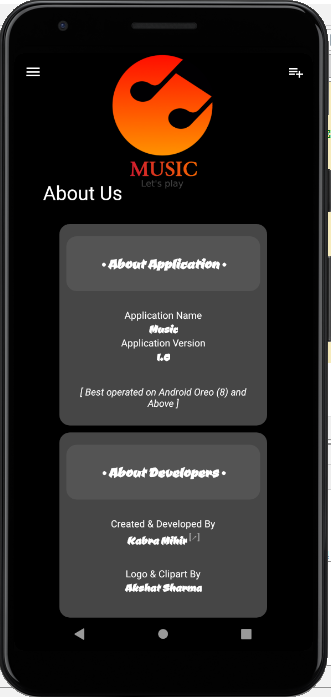 MUSIC
Let's play
About Us
• About Application •
Application Name
Music
Application Version
1.0
[ Best operated on Android Oreo (8) and
Above ]
• About Developers •
Created & Developed By
Kabra Mihir
Logo & Clipart By
Akshat Sharma